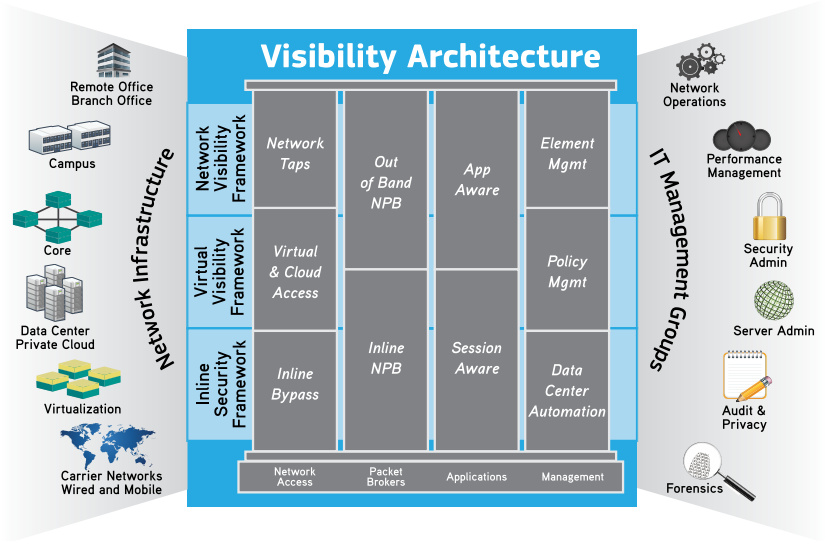 Visibility Architecture
Remote Office
Branch Office
Campus
Core
Data Center
Private Cloud
Virtualization
Carrier Networks
Wired and Mobile
Network Infrastructure
Network
Visibility
Framework
Virtual
Visibility
Framework
Inline
Security
Framework
Network
Taps
Virtual
& Cloud
Access
Inline
Bypass
Out
of Band
NPB
Inline
NPB
App
Aware
Session
Aware
Element
Mgmt
Policy
Mgmt
Data
Center
Automation
Network
Access
Packet
Brokers
Applications
Management
IT Management Groups
Network
Operations
Performance
Management
Security
Admin
Server Admin
Audit &
Privacy
Forensics